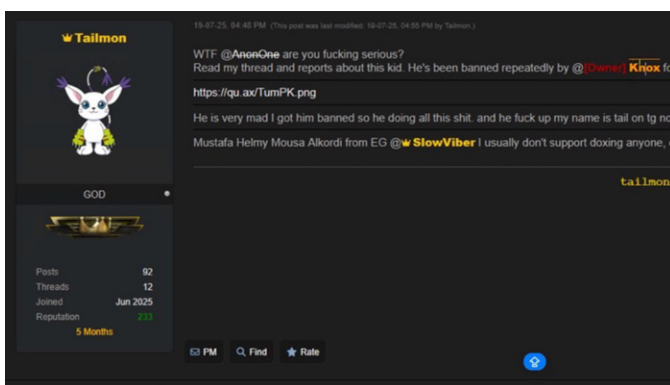 Tailmon
GOD
Posts 92
Threads 12
Joined Jun 2025
Reputation 233
5 Months
19-07-25, 04:48 PM (This post was last modified: 19-07-25, 04:55 PM by Tailmon.)
WTF @AnonOne are you fucking serious?
Read my thread and reports about this kid. He's been banned repeatedly by @[Owner] Knox fo
https://qu.ax/TumPK.png
He is very mad I got him banned so he doing all this shit. and he fuck up my name is tail on tg no
Mustafa Helmy Mousa Alkordi from EG @SlowViber I usually don't support doxing anyone,
tailmon
PM Find Rate